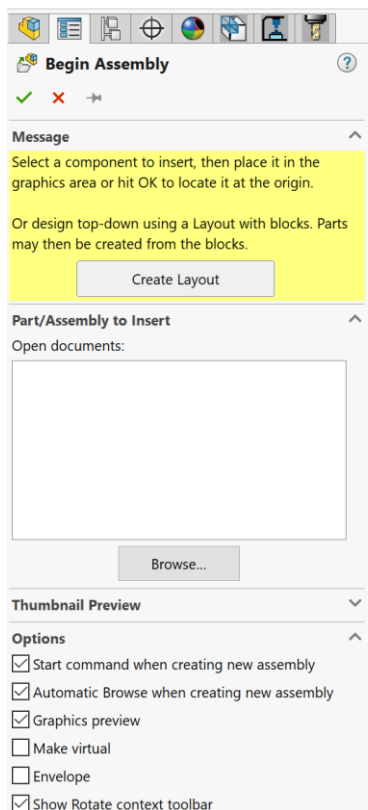 Begin Assembly
?
Message
Select a component to insert, then place it in the
graphics area or hit OK to locate it at the origin.
Or design top-down using a Layout with blocks. Parts
may then be created from the blocks.
Create Layout
Part/Assembly to Insert
Open documents:
Browse...
Thumbnail Preview
Options
Start command when creating new assembly
Automatic Browse when creating new assembly
Graphics preview
Make virtual
Envelope
Show Rotate context toolbar